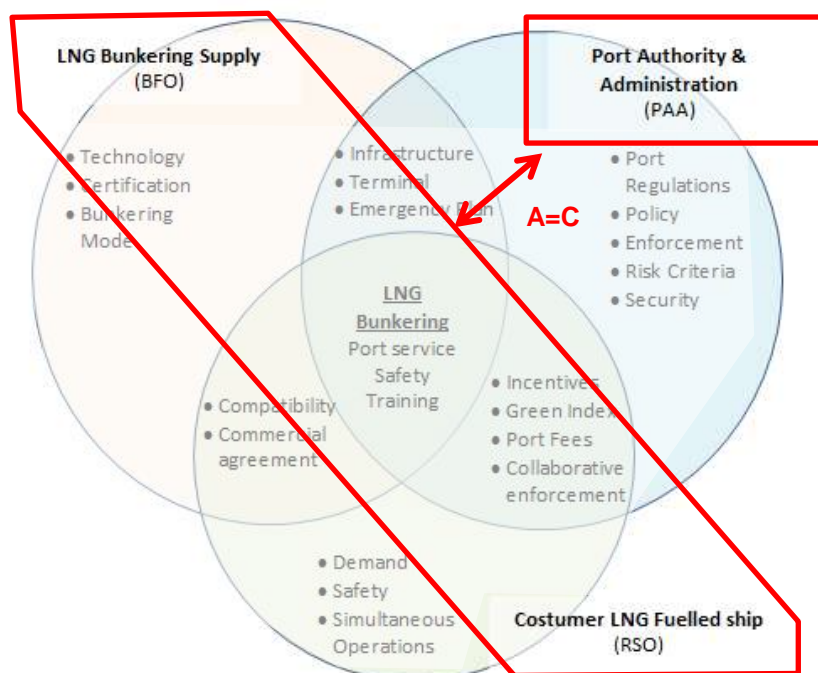 LNG Bunkering Supply
(BFO)
Port Authority &
Administration
(PAA)
• Technology
• Certification
• Bunkering
Mode
• Infrastructure
• Terminal
• Emergency Plan
A=C
• Port
Regulations
• Policy
• Enforcement
• Risk Criteria
• Security
LNG
Bunkering
Port service
Safety
Training
• Compatibility
• Commercial
agreement
• Incentives
• Green Index
• Port Fees
• Collaborative
enforcement
• Demand
• Safety
• Simultaneous
Operations
Costumer LNG Fuelled ship
(RSO)